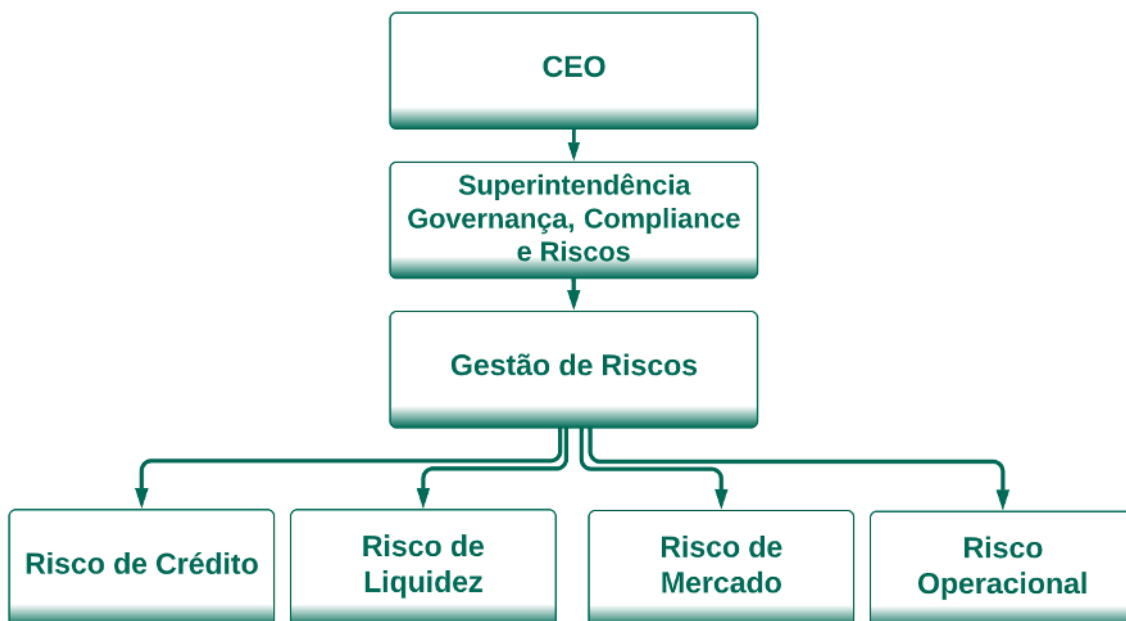 CEO
Superintendência
Governança, Compliance
e Riscos
Gestão de Riscos
Risco de Crédito
Risco de
Liquidez
Risco de
Mercado
Risco
Operacional